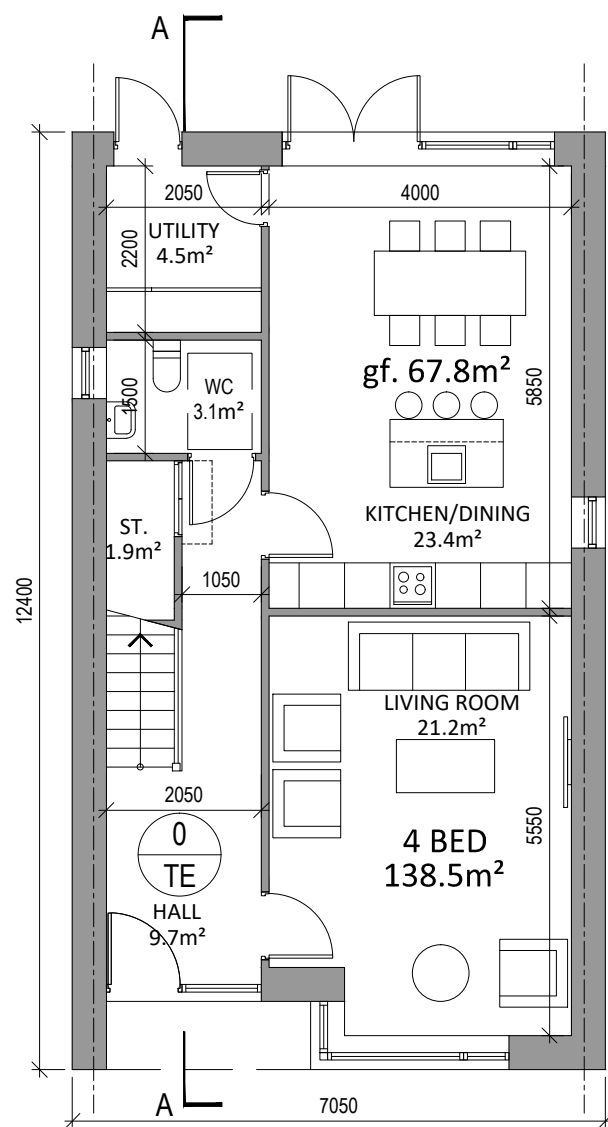 A
2050
4000
UTILITY
4.5m²
2200
gf. 67.8m²
5850
WC
3.1m²
1500
KITCHEN/DINING
23.4m²
ST.
1.9m²
1050
12400
LIVING ROOM
21.2m²
2050
5550
0
TE
4 BED
138.5m²
HALL
9.7m²
A
7050